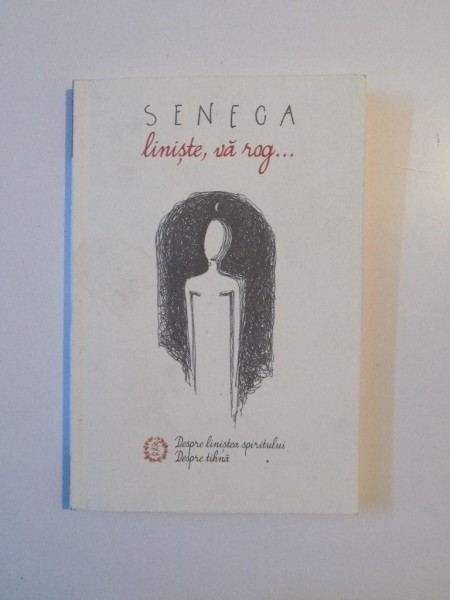 SENECA
liniște, vă rog...
Despre liniștea spiritului
Despre tihnă